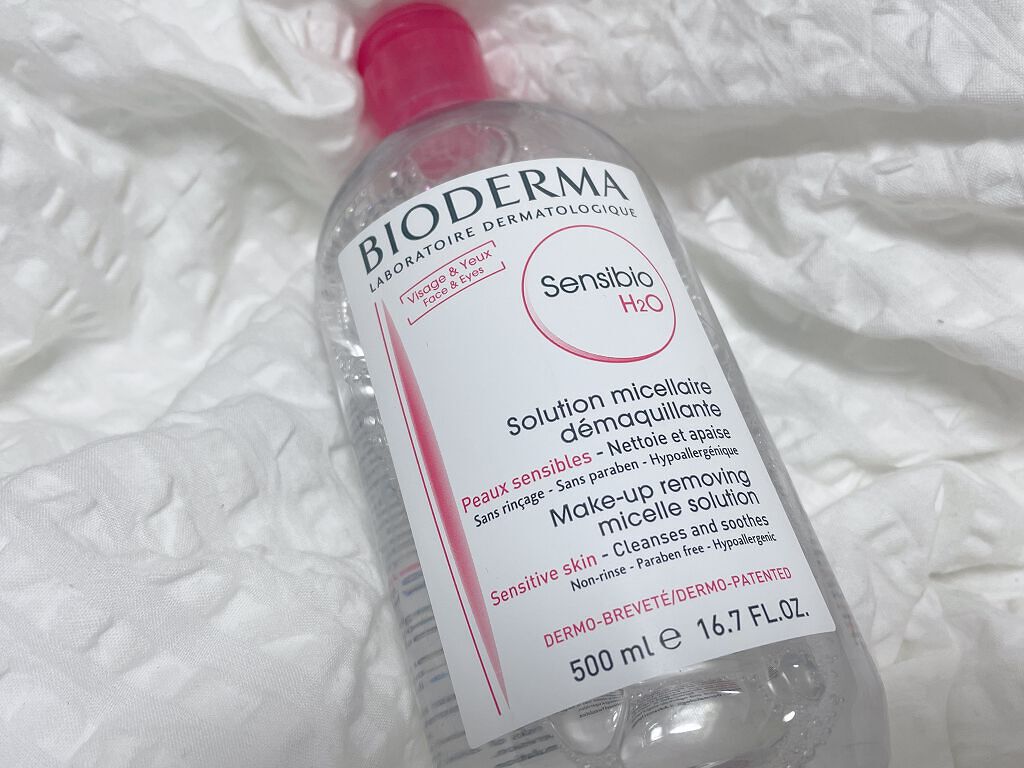 BIODERMA
LABORATOIRE DERMATOLOGIQUE
Visage & Yeux
Face & Eyes
Sensibio
H2O
Solution micellaire
démaquillante
Peaux sensibles - Nettoie et apaise
Sans rinçage - Sans paraben - Hypoallergénique
Make-up removing
micelle solution
Sensitive skin - Cleanses and soothes
Non-rinse - Paraben free - Hypoallergenic
DERMO-BREVETÉ/DERMO-PATENTED
500 ml e 16.7 FL.OZ.